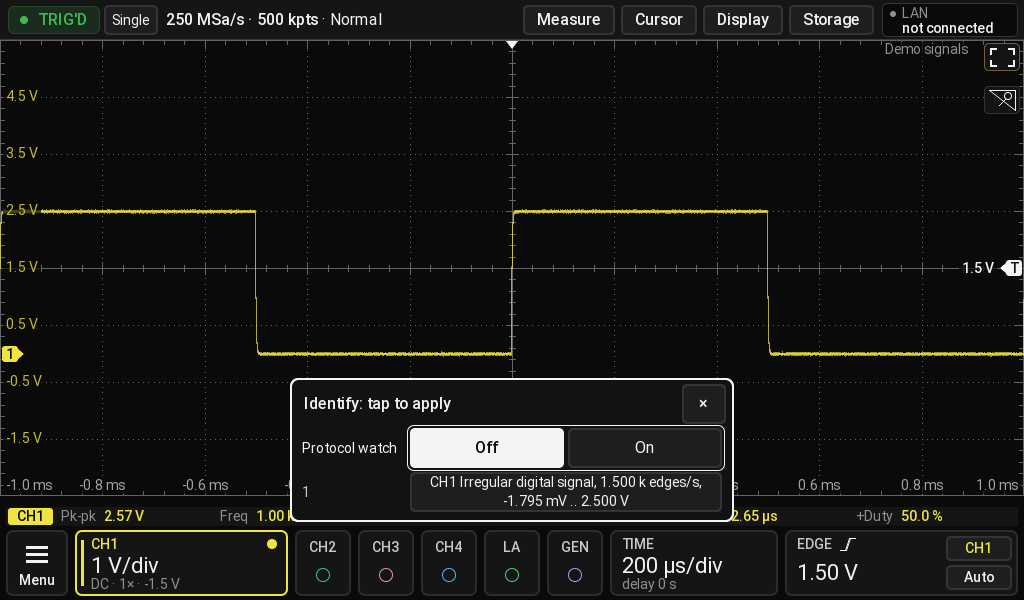 TRIG'D
Single
250 MSa/s · 500 kpts · Normal
Measure
Cursor
Display
Storage
LAN
not connected
Demo signals
4.5 V
3.5 V
2.5 V
1.5 V
1.5 V
T
0.5 V
1
-0.5 V
-1.5 V
Identify: tap to apply
×
Protocol watch
Off
On
1
CH1 Irregular digital signal, 1.500 k edges/s,
-1.795 mV .. 2.500 V
-1.0 ms
-0.8 ms
-0.6 ms
0.6 ms
0.8 ms
1.0 ms
CH1
Pk-pk
2.57 V
Freq
1.00
2.65 µs
+Duty
50.0 %
Menu
CH1
1 V/div
DC · 1× · -1.5 V
CH2
CH3
CH4
LA
GEN
TIME
200 µs/div
delay 0 s
EDGE
1.50 V
CH1
Auto